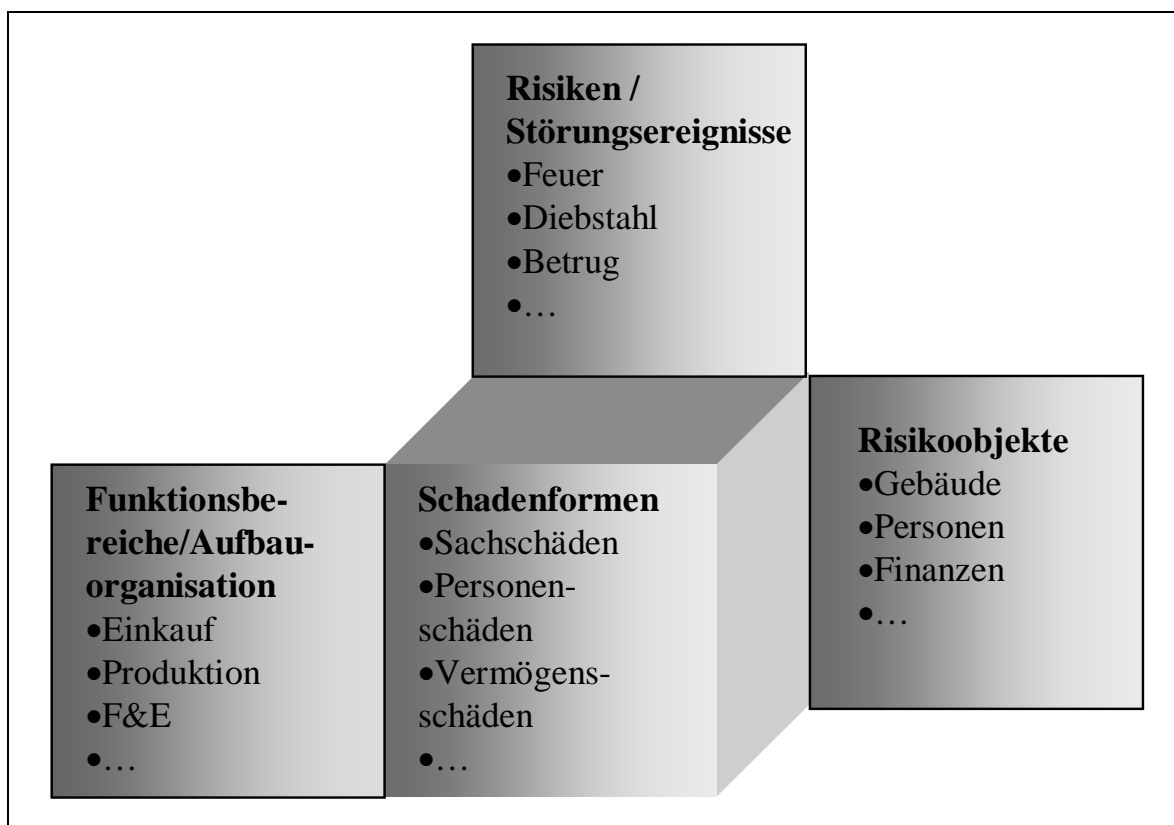 Risiken /
Störungsereignisse
•Feuer
•Diebstahl
•Betrug
•…
Funktionsbe-
reiche/Aufbau-
organisation
•Einkauf
•Produktion
•F&E
•…
Schadenformen
•Sachschäden
•Personen-
schäden
•Vermögens-
schäden
•…
Risikoobjekte
•Gebäude
•Personen
•Finanzen
•…